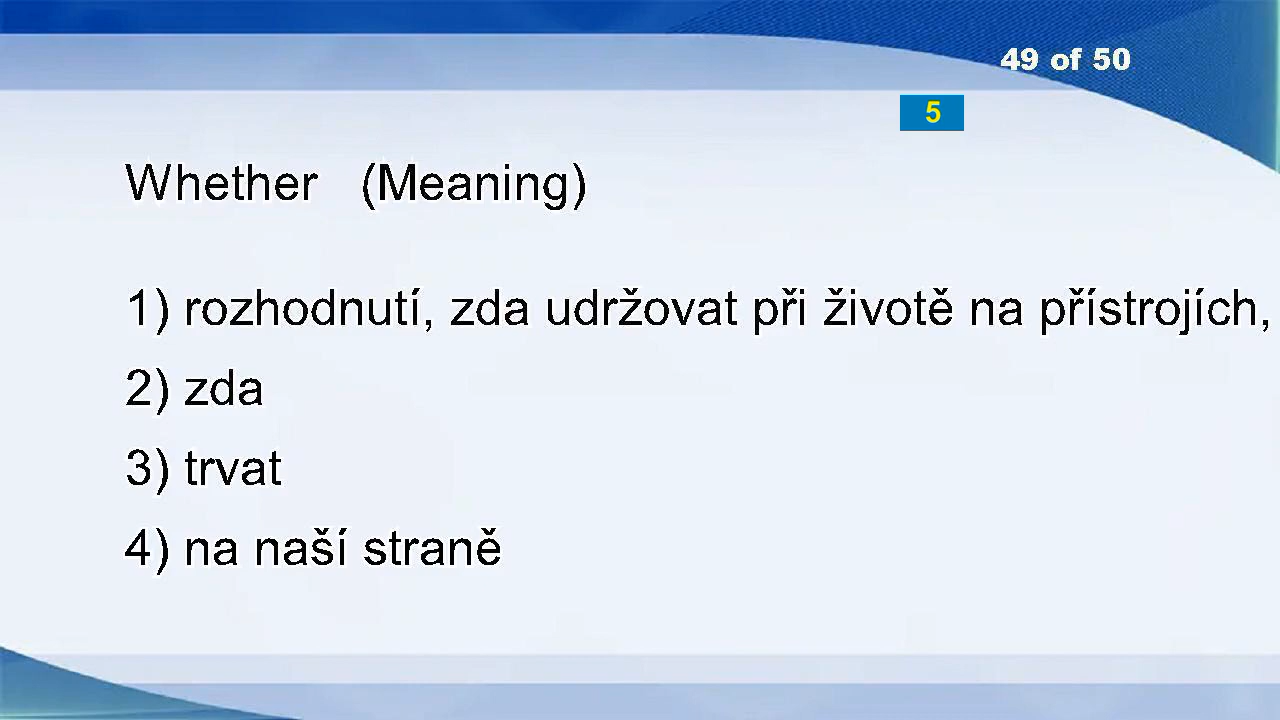 49 of 50
5
Whether (Meaning)
1) rozhodnutí, zda udržovat při životě na přístrojích,
2) zda
3) trvat
4) na naší straně